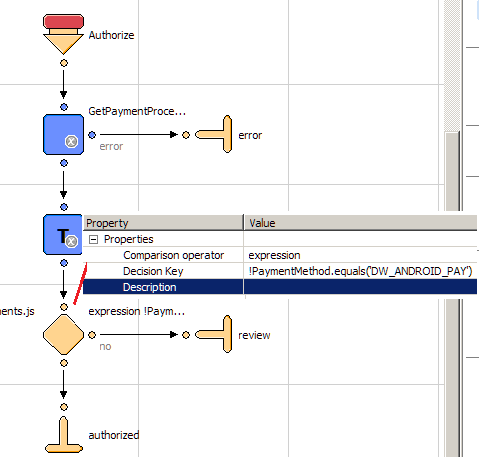 Authorize
GetPaymentProce...
error
error
T
Property Value
Properties
Comparison operator expression
Decision Key !PaymentMethod.equals('DW_ANDROID_PAY')
Description
ents.js expression !Paym...
review
no
authorized